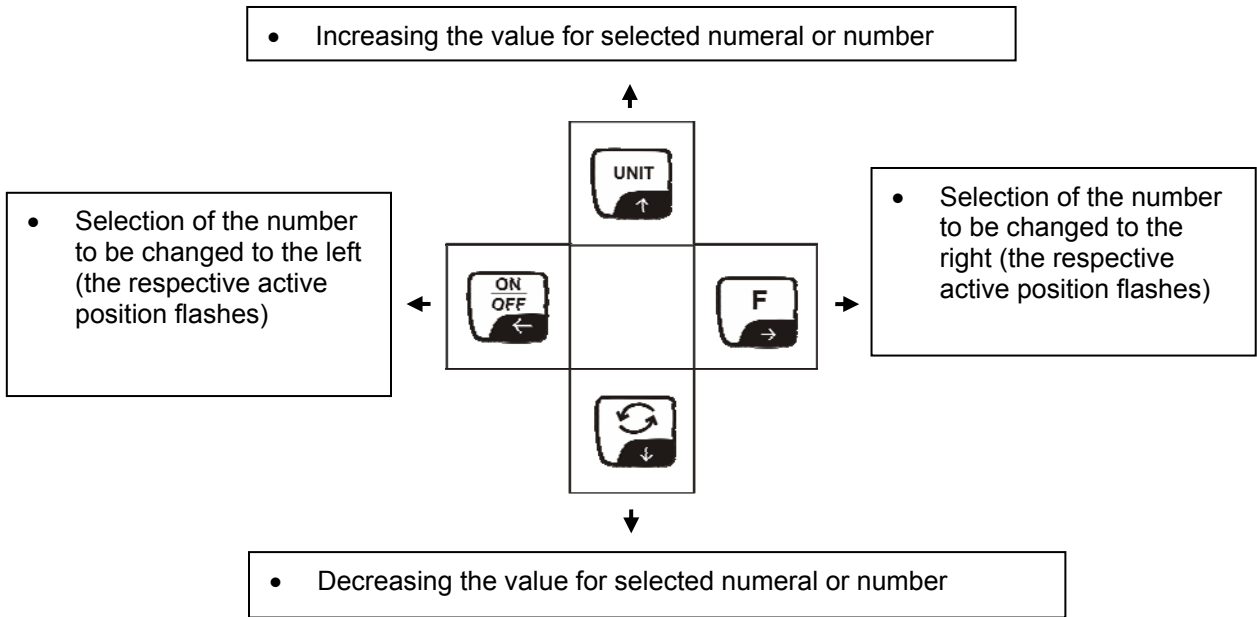 • Increasing the value for selected numeral or number
UNIT
↑
• Selection of the number
to be changed to the left
(the respective active
position flashes)
ON
OFF
←
F
→
• Selection of the number
to be changed to the
right (the respective
active position flashes)
↓
• Decreasing the value for selected numeral or number